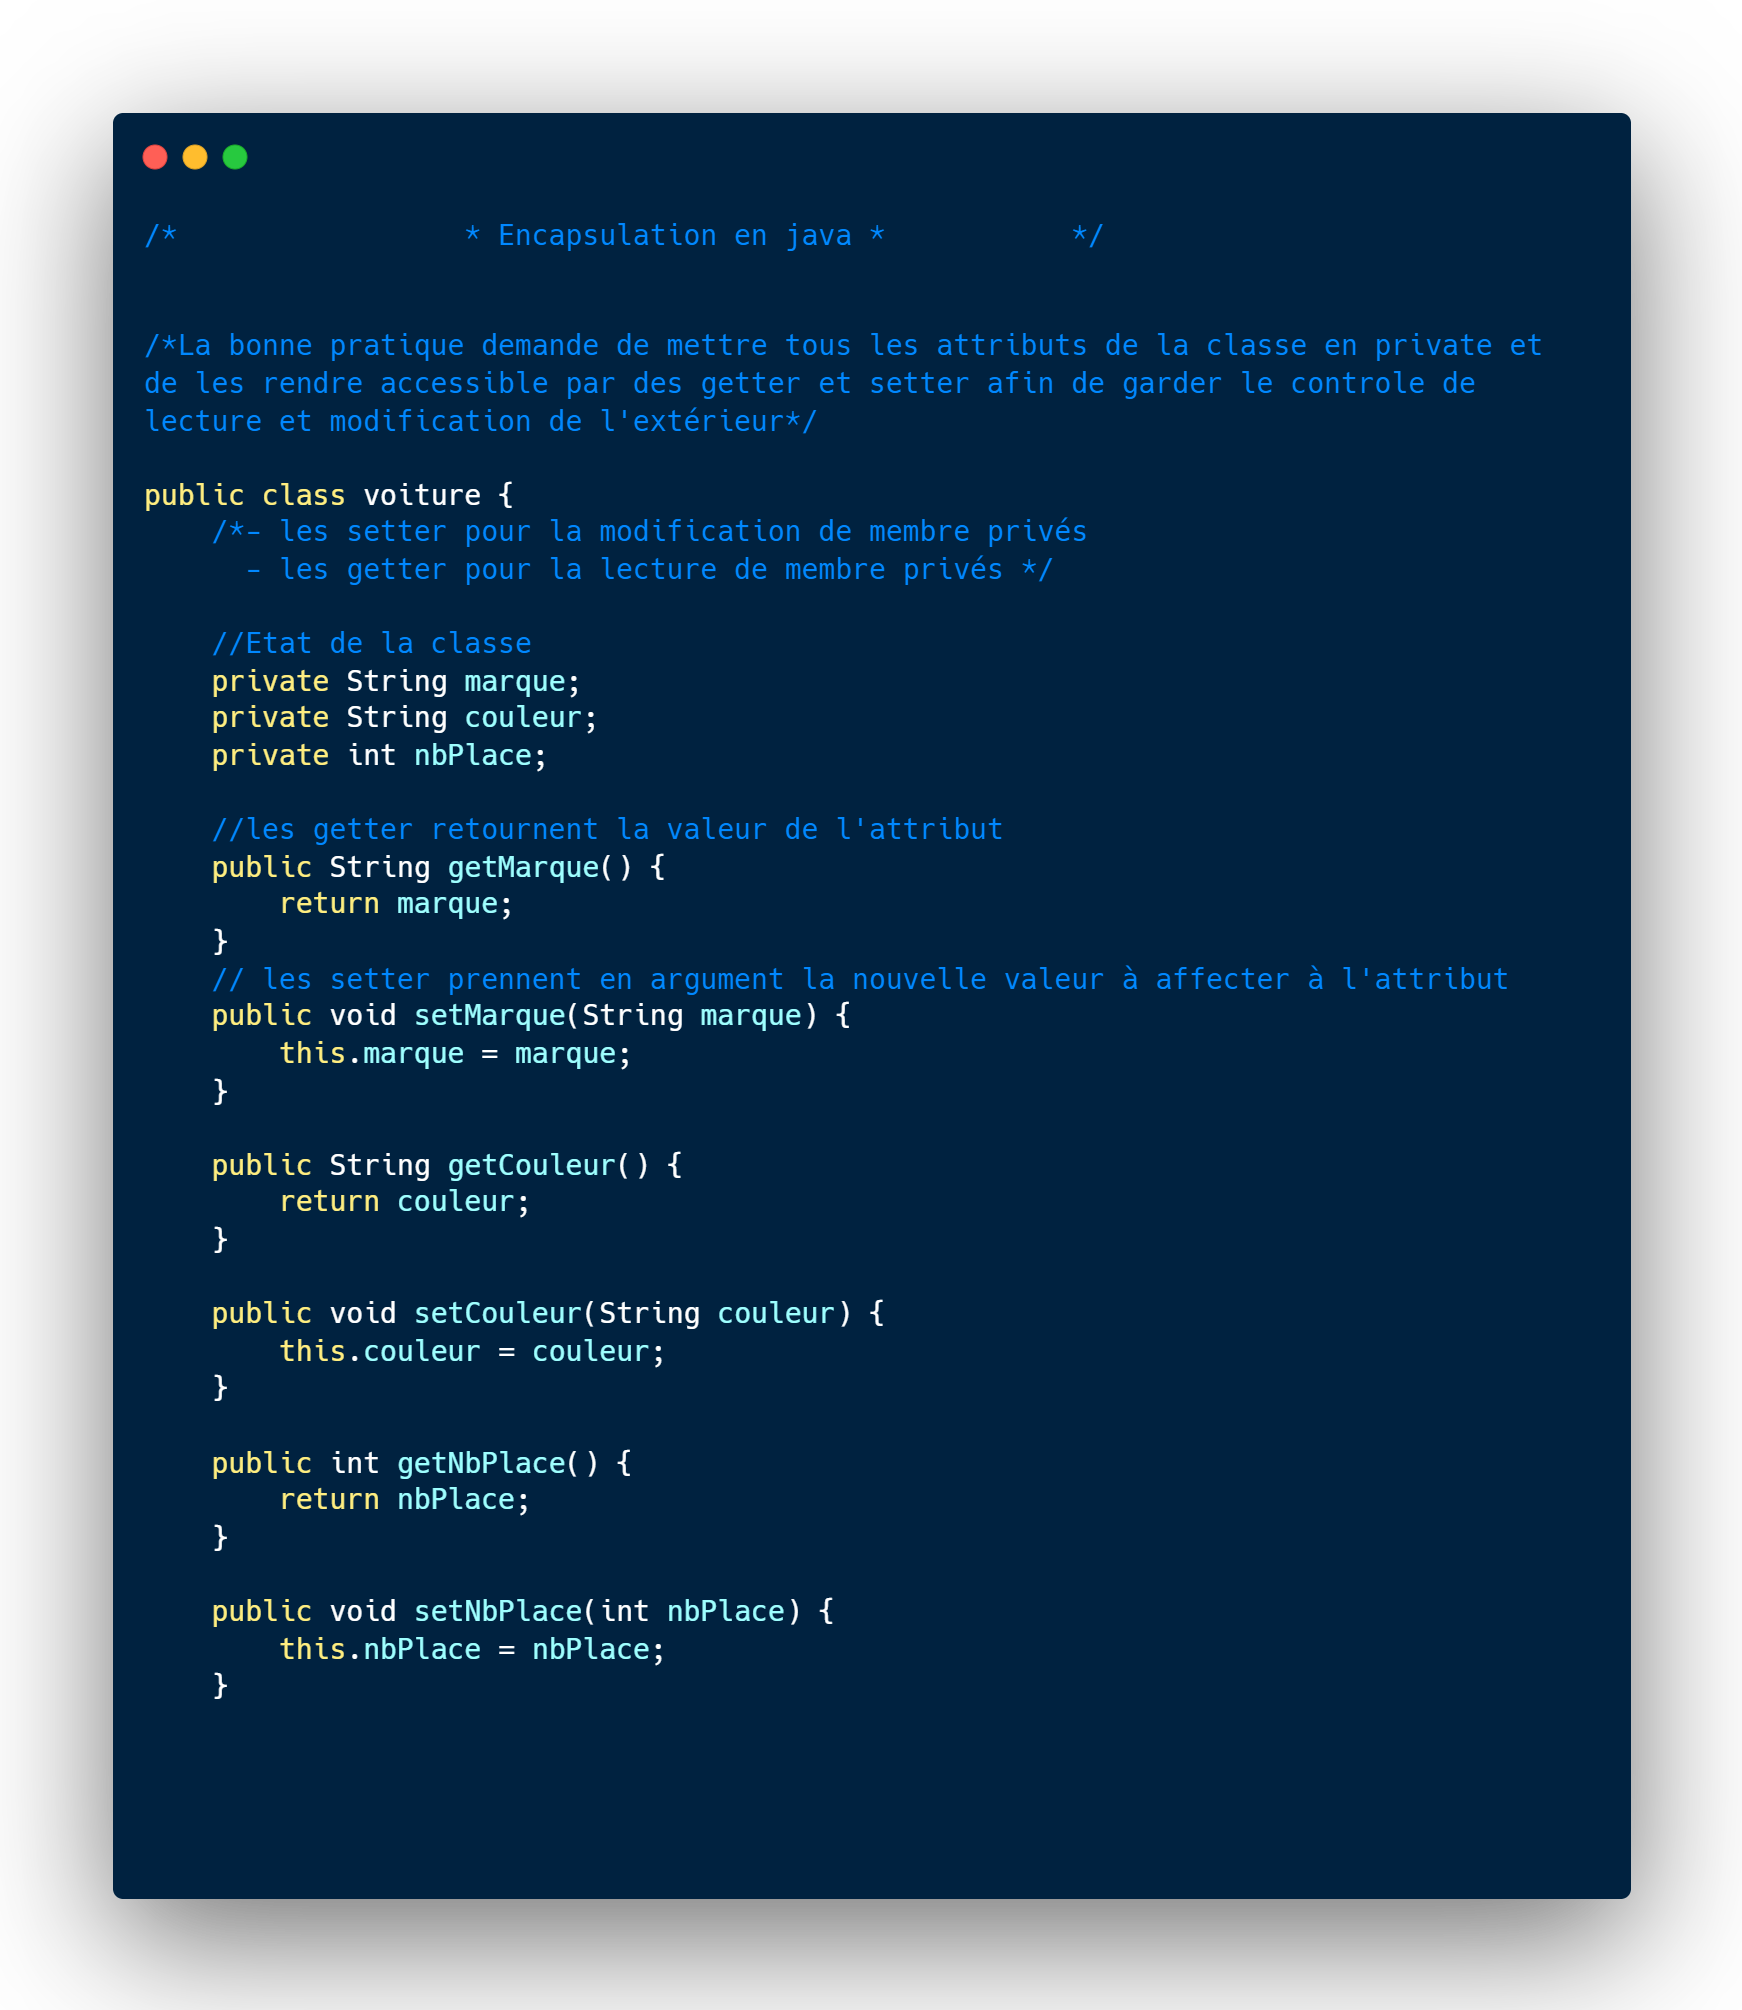 /*                 * Encapsulation en java *           */
/*La bonne pratique demande de mettre tous les attributs de la classe en private et
de les rendre accessible par des getter et setter afin de garder le controle de
lecture et modification de l'extérieur*/
public class voiture {
    /*- les setter pour la modification de membre privés
      - les getter pour la lecture de membre privés */
    //Etat de la classe
    private String marque;
    private String couleur;
    private int nbPlace;
    //les getter retournent la valeur de l'attribut
    public String getMarque() {
        return marque;
    }
    // les setter prennent en argument la nouvelle valeur à affecter à l'attribut
    public void setMarque(String marque) {
        this.marque = marque;
    }
    public String getCouleur() {
        return couleur;
    }
    public void setCouleur(String couleur) {
        this.couleur = couleur;
    }
    public int getNbPlace() {
        return nbPlace;
    }
    public void setNbPlace(int nbPlace) {
        this.nbPlace = nbPlace;
    }